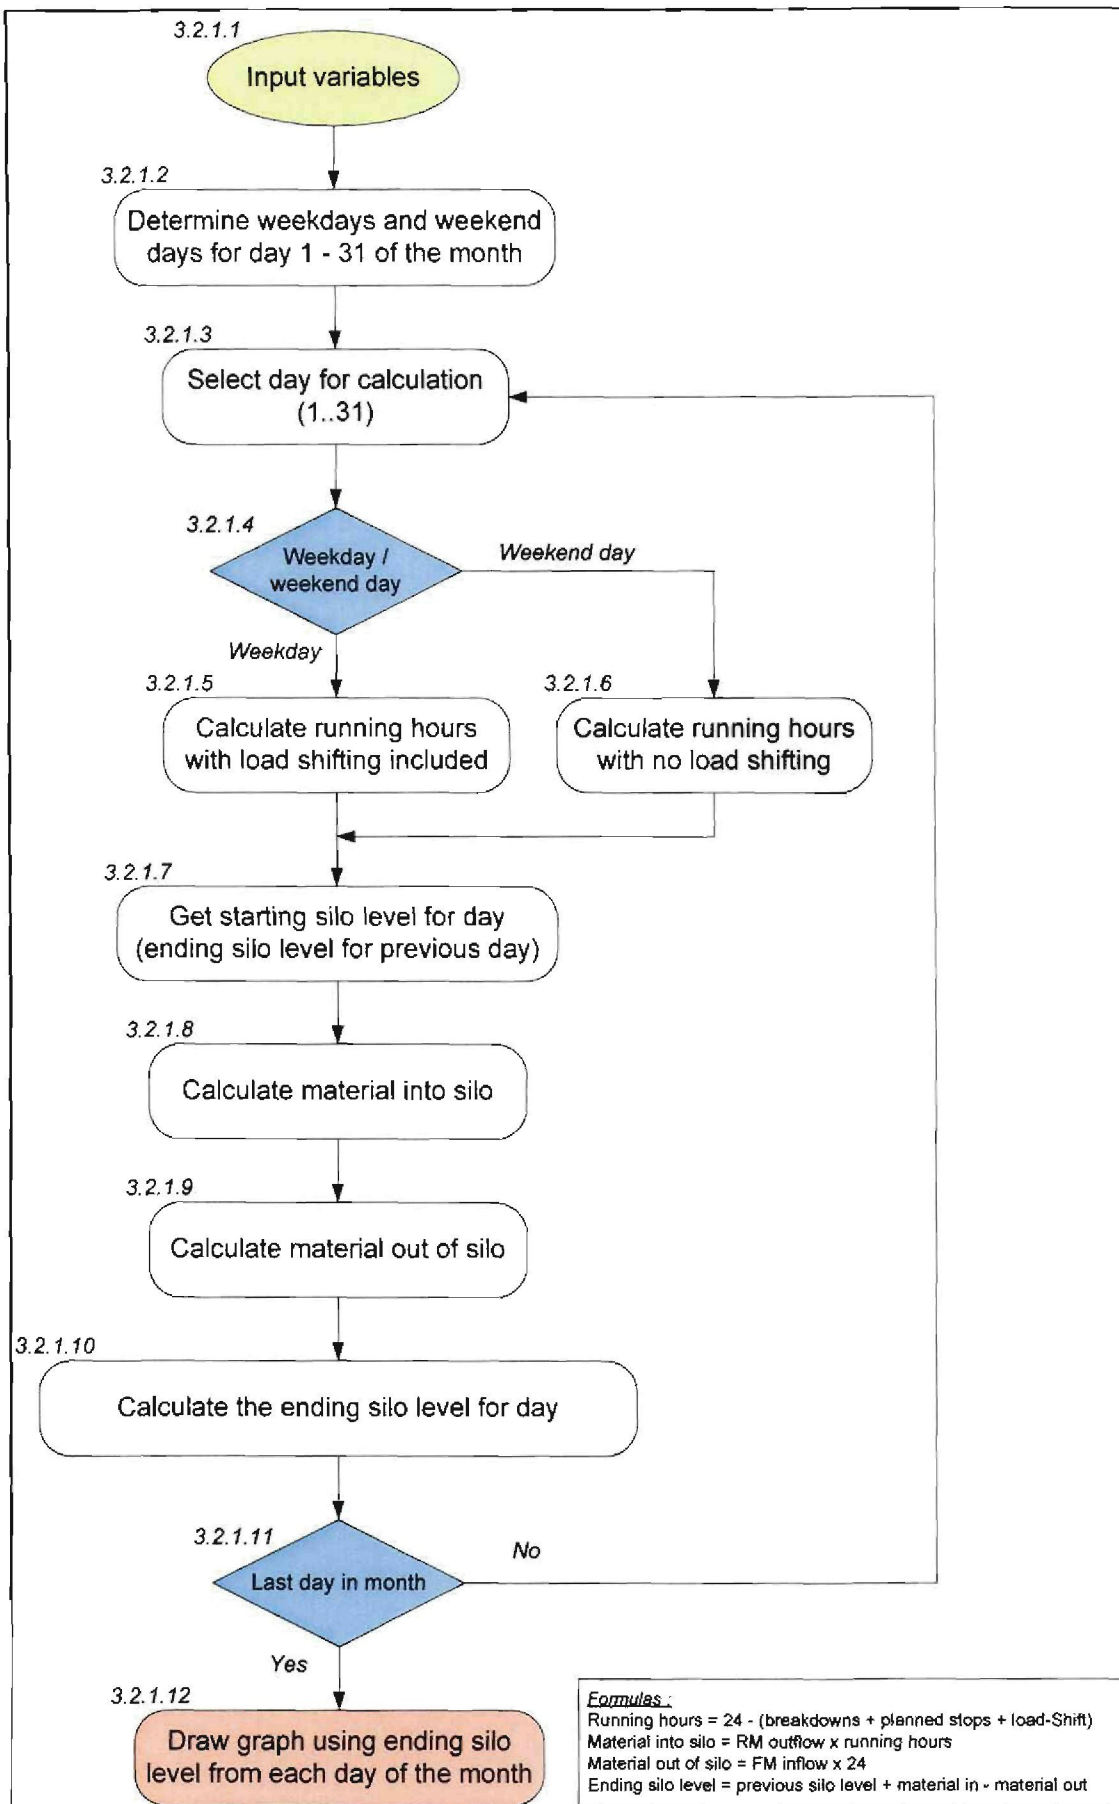 3.2.1.1
Input variables
3.2.1.2
Determine weekdays and weekend
days for day 1 - 31 of the month
3.2.1.3
Select day for calculation
(1..31)
3.2.1.4
Weekday /
weekend day
Weekend day
Weekday
3.2.1.5
Calculate running hours
with load shifting included
3.2.1.6
Calculate running hours
with no load shifting
3.2.1.7
Get starting silo level for day
(ending silo level for previous day)
3.2.1.8
Calculate material into silo
3.2.1.9
Calculate material out of silo
3.2.1.10
Calculate the ending silo level for day
3.2.1.11
Last day in month
No
Yes
3.2.1.12
Draw graph using ending silo
level from each day of the month
Formulas :
Running hours = 24 - (breakdowns + planned stops + load-Shift)
Material into silo = RM outflow x running hours
Material out of silo = FM inflow x 24
Ending silo level = previous silo level + material in - material out